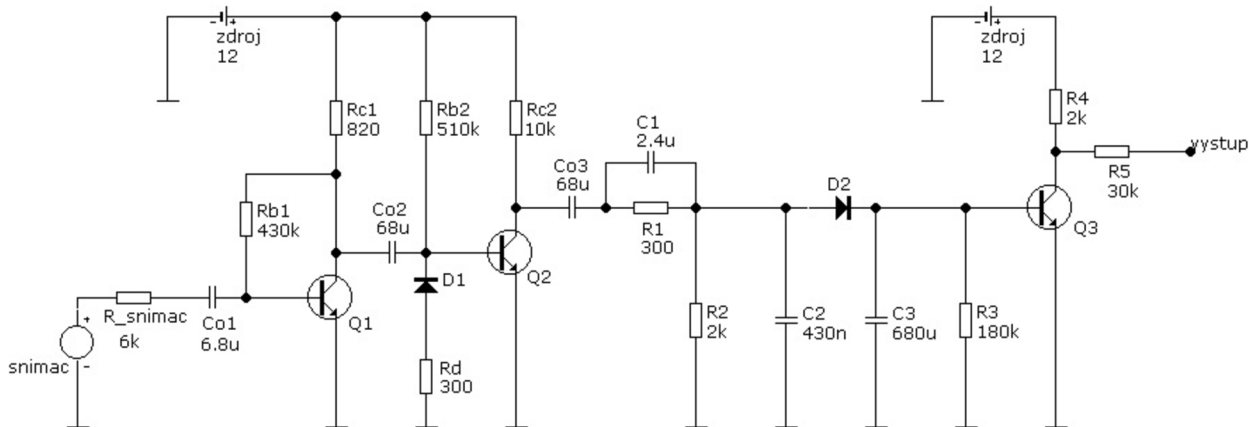 - +
zdroj
12
- +
zdroj
12
Rc1
820
Rb2
510k
Rc2
10k
R4
2k
C1
2.4u
vystup
Co3
68u
R5
30k
Rb1
430k
Co2
68u
R1
300
D2
Q3
D1
Q2
R_snimac
6k
Co1
6.8u
Q1
R2
2k
C2
430n
C3
680u
R3
180k
+
snimac
-
Rd
300